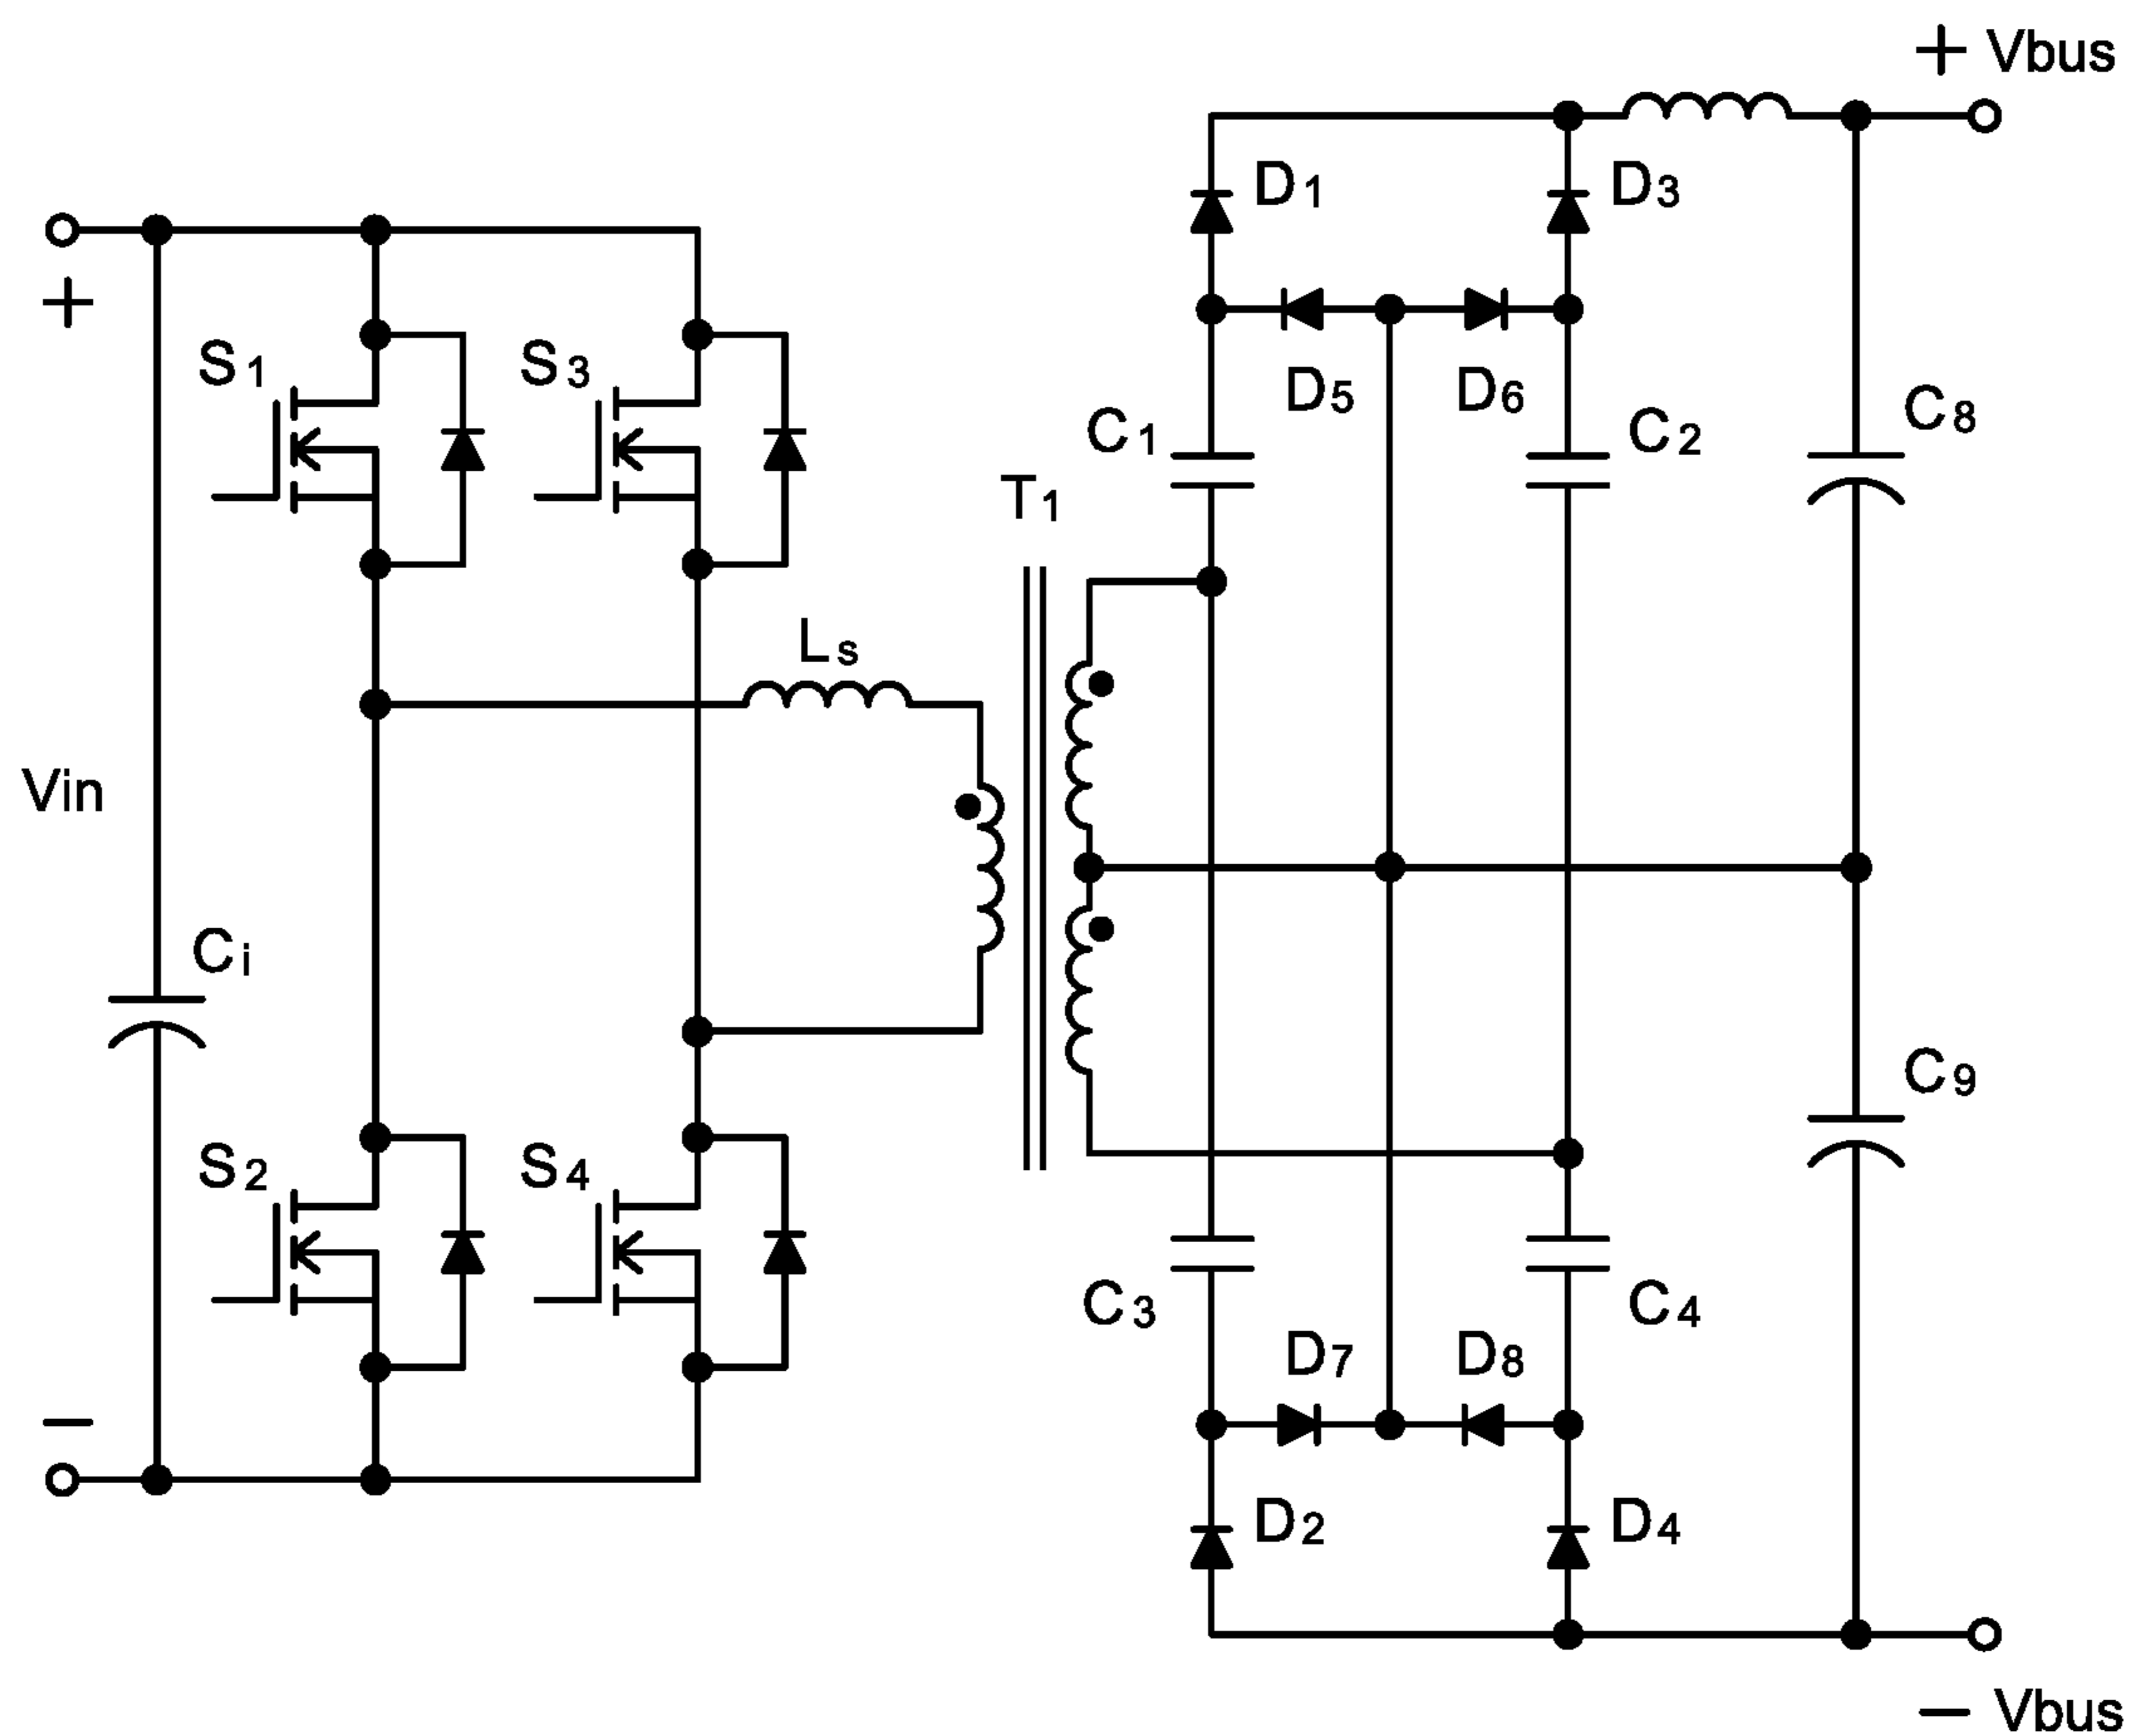 + Vbus
D1
D3
+
S1
S3
D5
D6
C1
C2
C8
T1
Ls
Vin
Ci
C9
S2
S4
C3
C4
D7
D8
−
D2
D4
− Vbus